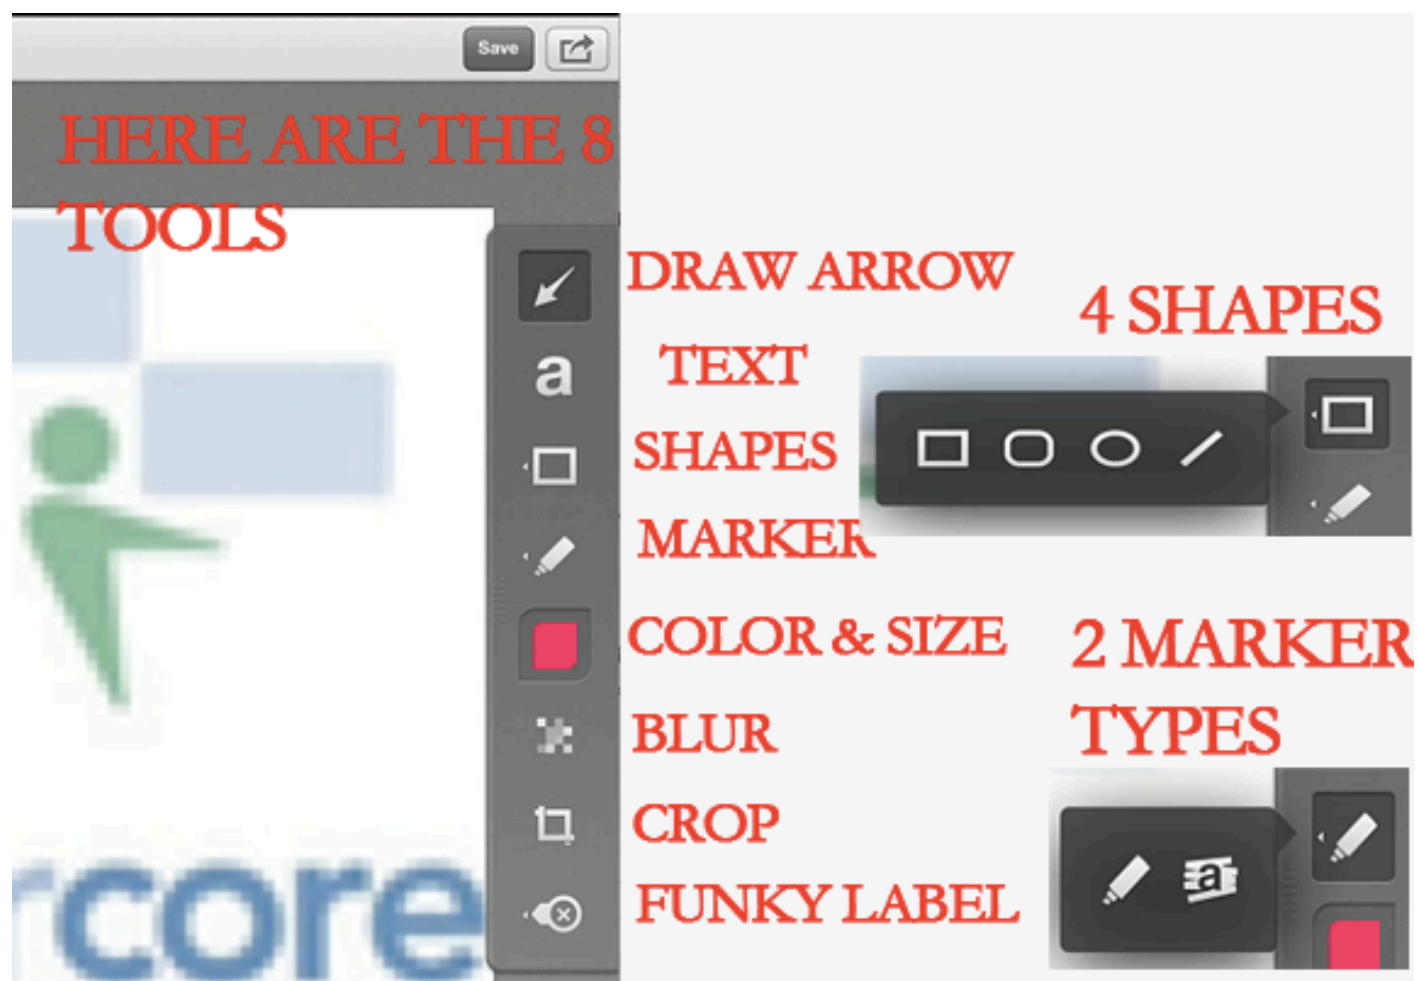 Save
HERE ARE THE 8
TOOLS
DRAW ARROW
4 SHAPES
a
TEXT
SHAPES
MARKER
COLOR & SIZE
2 MARKER
TYPES
BLUR
CROP
a
FUNKY LABEL
rcore